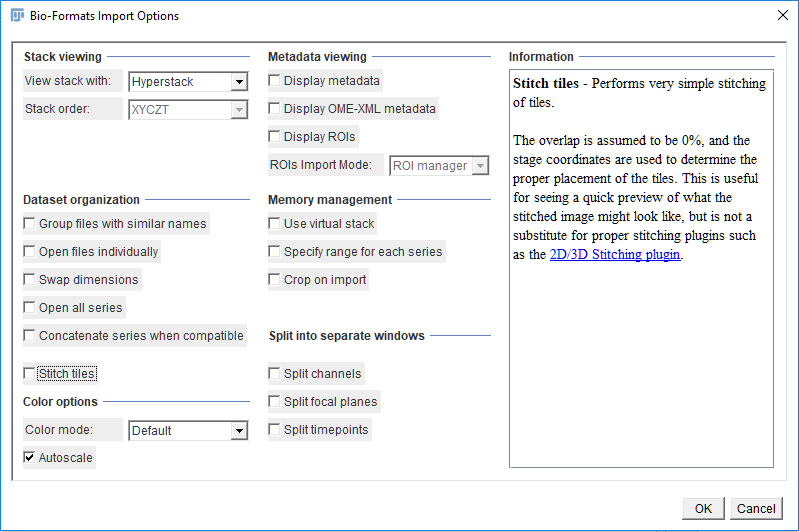 Bio-Formats Import Options
Stack viewing
View stack with: Hyperstack
Stack order: XYCZT
Dataset organization
Group files with similar names
Open files individually
Swap dimensions
Open all series
Concatenate series when compatible
Stitch tiles
Color options
Color mode: Default
Autoscale
Metadata viewing
Display metadata
Display OME-XML metadata
Display ROIs
ROIs Import Mode: ROI manager
Memory management
Use virtual stack
Specify range for each series
Crop on import
Split into separate windows
Split channels
Split focal planes
Split timepoints
Information
Stitch tiles - Performs very simple stitching
of tiles.
The overlap is assumed to be 0%, and the
stage coordinates are used to determine the
proper placement of the tiles. This is useful
for seeing a quick preview of what the
stitched image might look like, but is not a
substitute for proper stitching plugins such
as the 2D/3D Stitching plugin.
OK Cancel